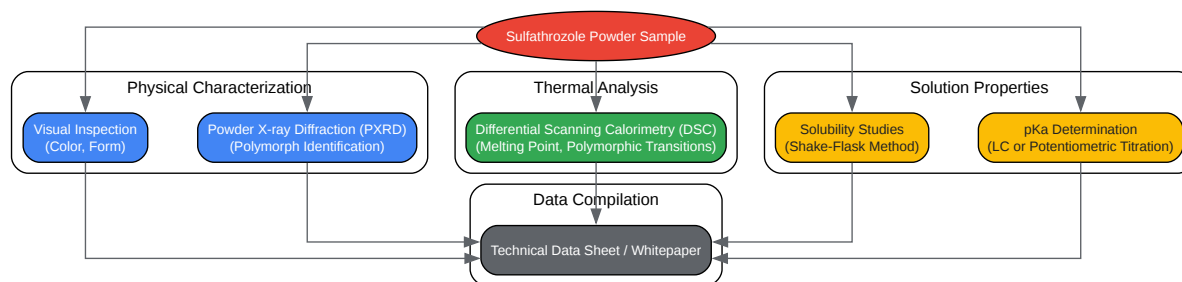 Sulfathrozole Powder Sample
Physical Characterization
Thermal Analysis
Solution Properties
Visual Inspection
(Color, Form)
Powder X-ray Diffraction (PXRD)
(Polymorph Identification)
Differential Scanning Calorimetry (DSC)
(Melting Point, Polymorphic Transitions)
Solubility Studies
(Shake-Flask Method)
pKa Determination
(LC or Potentiometric Titration)
Data Compilation
Technical Data Sheet / Whitepaper